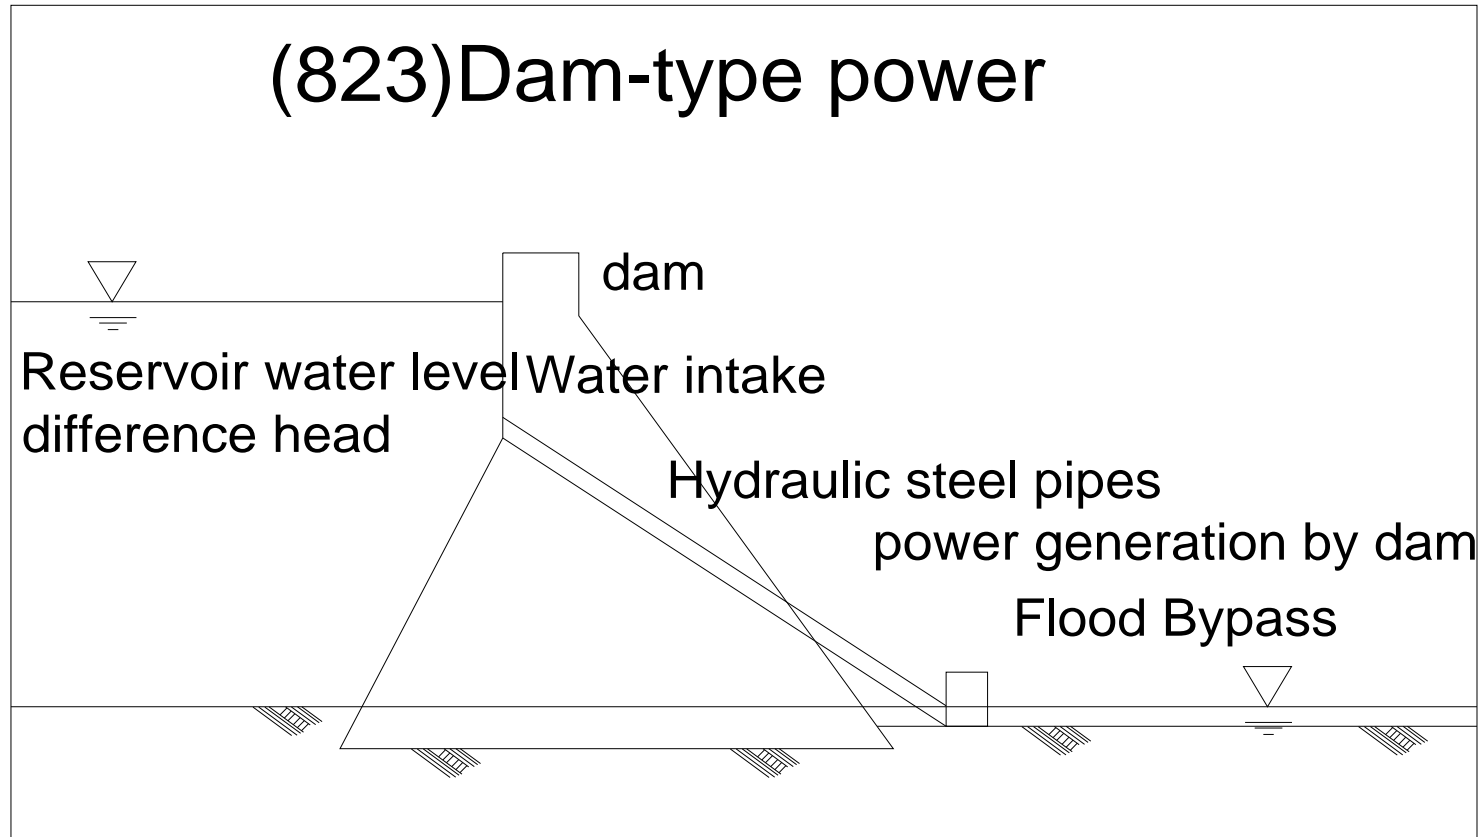 (823)Dam-type power
dam
Reservoir water level
difference head
Water intake
Hydraulic steel pipes
power generation by dam
Flood Bypass